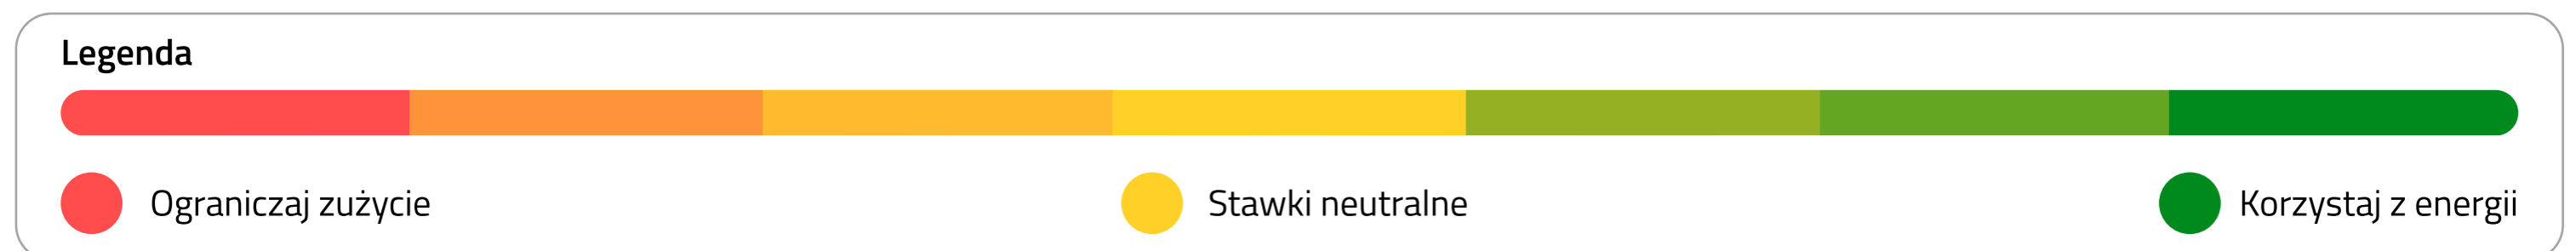 Legenda
Ograniczaj zużycie
Stawki neutralne
Korzystaj z energii